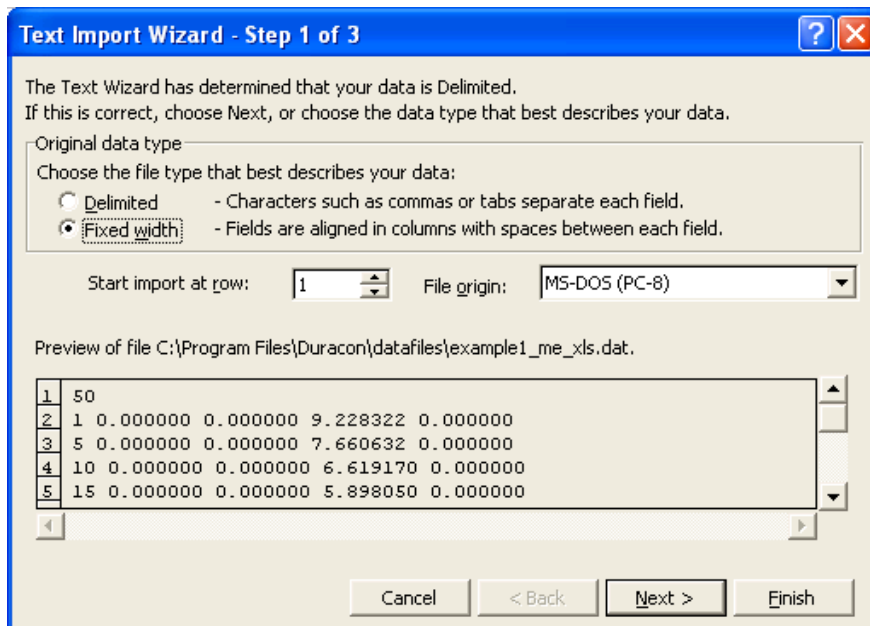 Text Import Wizard - Step 1 of 3
The Text Wizard has determined that your data is Delimited.
If this is correct, choose Next, or choose the data type that best describes your data.
Original data type
Choose the file type that best describes your data:
Delimited - Characters such as commas or tabs separate each field.
Fixed width - Fields are aligned in columns with spaces between each field.
Start import at row: 1 File origin: MS-DOS (PC-8)
Preview of file C:\Program Files\Duracon\datafiles\example1_me_xls.dat.
1 50
2 1 0.000000 0.000000 9.228322 0.000000
3 5 0.000000 0.000000 7.660632 0.000000
4 10 0.000000 0.000000 6.619170 0.000000
5 15 0.000000 0.000000 5.898050 0.000000
Cancel < Back Next > Finish